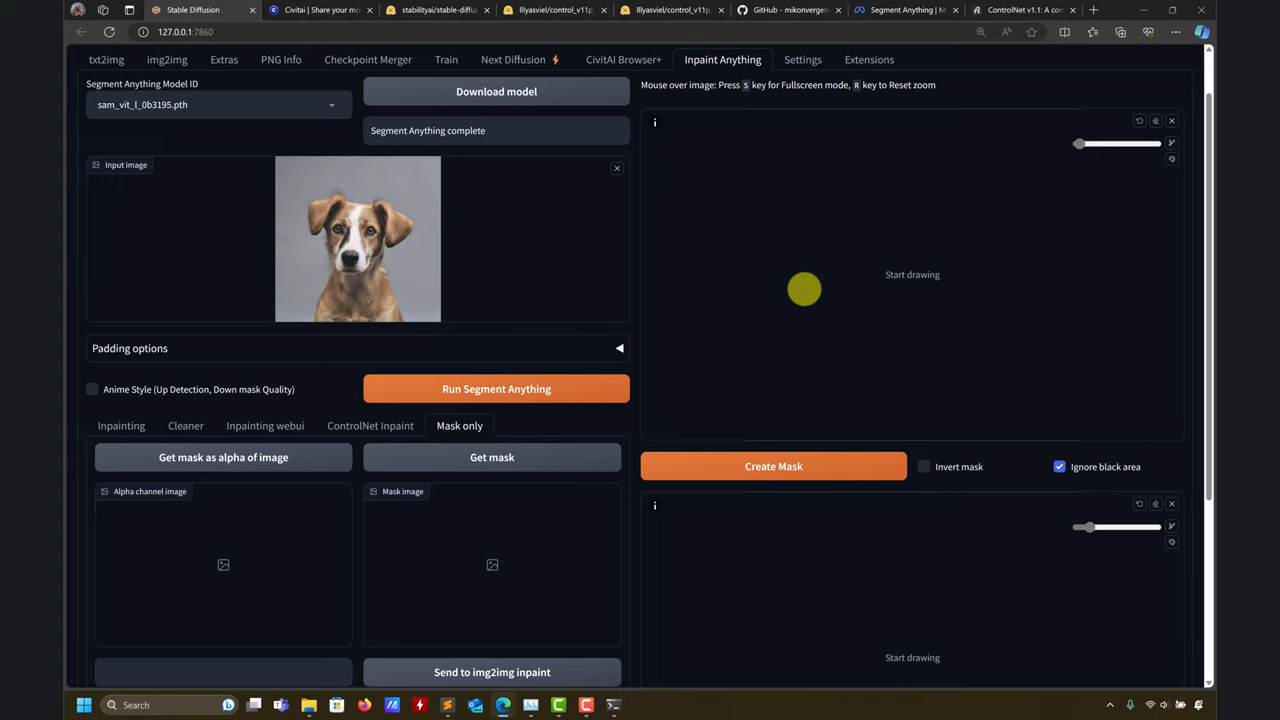 Stable Diffusion
Civitai | Share your mod
stabilityai/stable-diffus
lllyasviel/control_v11p_
lllyasviel/control_v11p_
GitHub - mikonvergen
Segment Anything | M
ControlNet v1.1: A con
127.0.0.1:7860
txt2img
img2img
Extras
PNG Info
Checkpoint Merger
Train
Next Diffusion
CivitAI Browser+
Inpaint Anything
Settings
Extensions
Segment Anything Model ID
sam_vit_l_0b3195.pth
Download model
Segment Anything complete
Input image
Padding options
Anime Style (Up Detection, Down mask Quality)
Run Segment Anything
Inpainting
Cleaner
Inpainting webui
ControlNet Inpaint
Mask only
Get mask as alpha of image
Get mask
Alpha channel image
Mask image
Send to img2img inpaint
Mouse over image: Press S key for Fullscreen mode, R key to Reset zoom
Start drawing
Create Mask
Invert mask
Ignore black area
Start drawing
Search